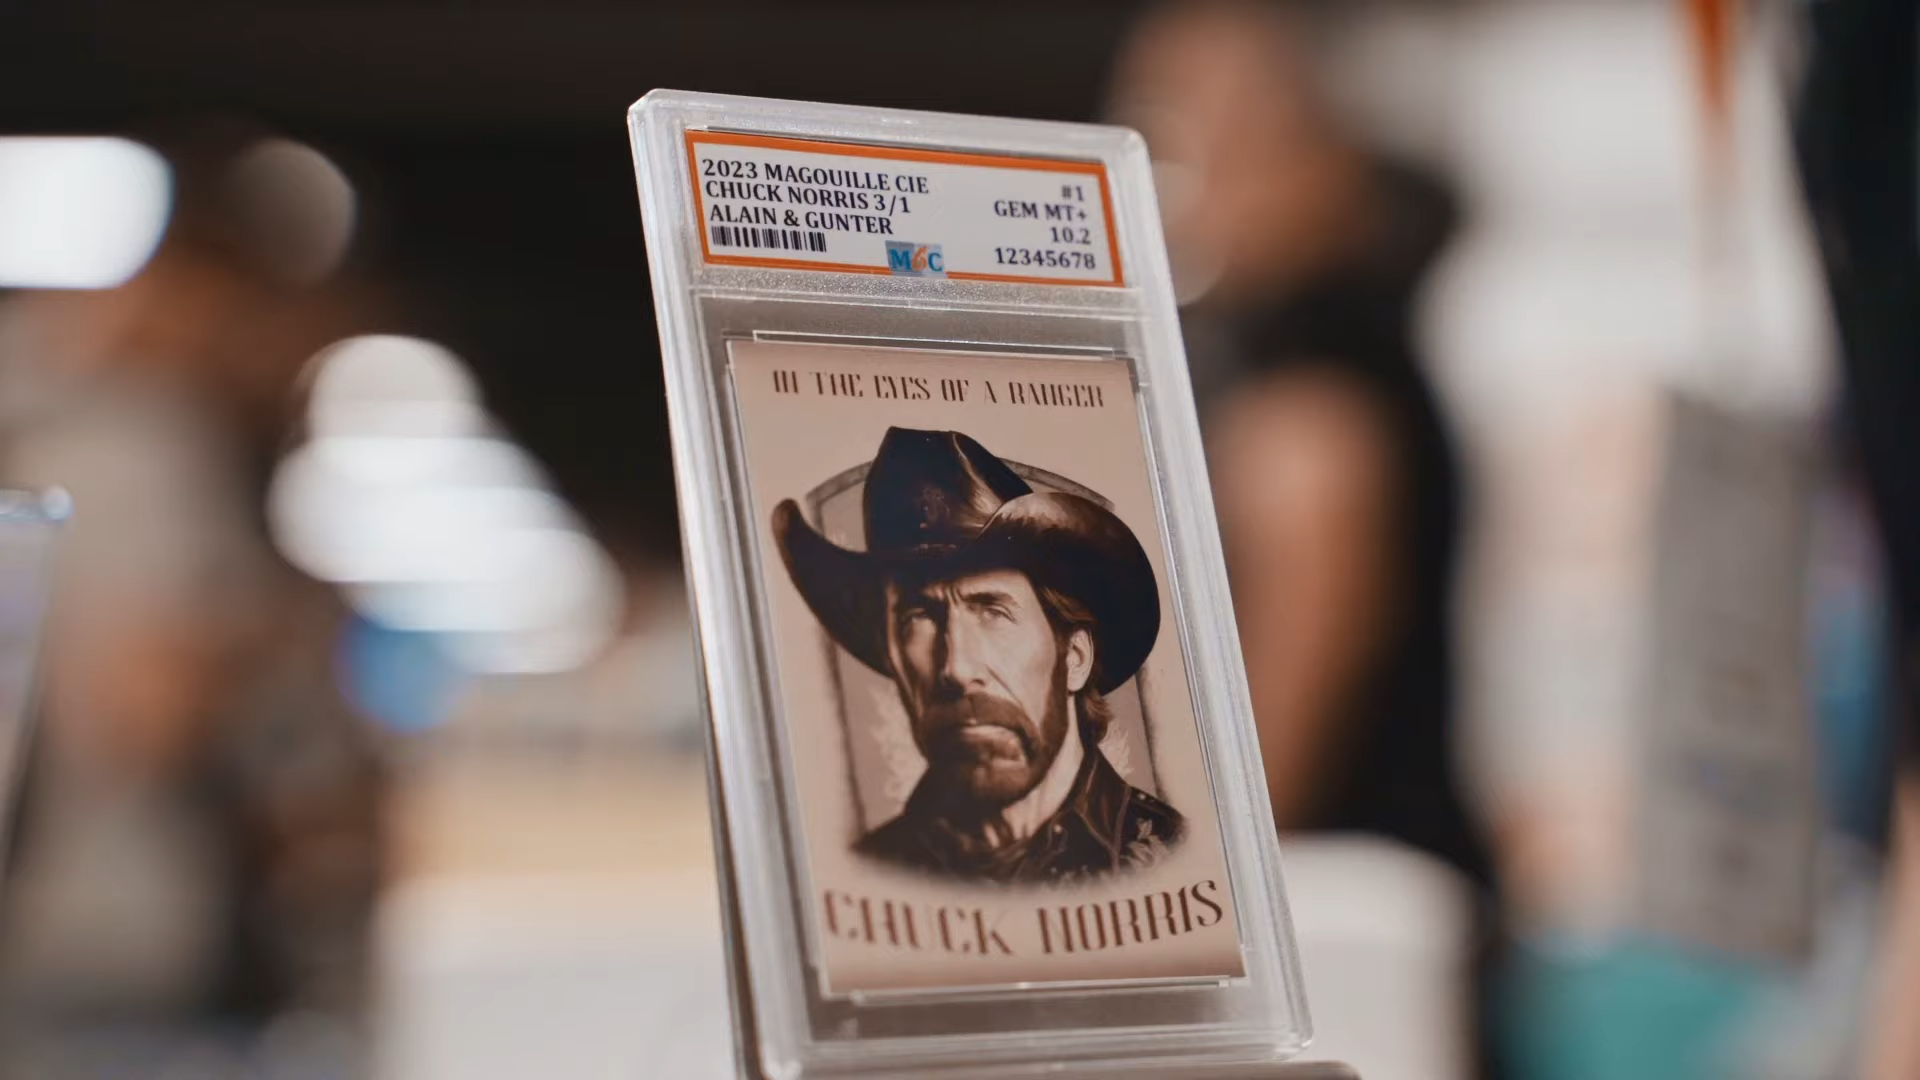 2023 MAGOUILLE CIE
CHUCK NORRIS 3/1
ALAIN & GUNTER
#1
GEM MT+
10.2
12345678
M6C
IN THE EYES OF A RANGER
CHUCK NORRIS